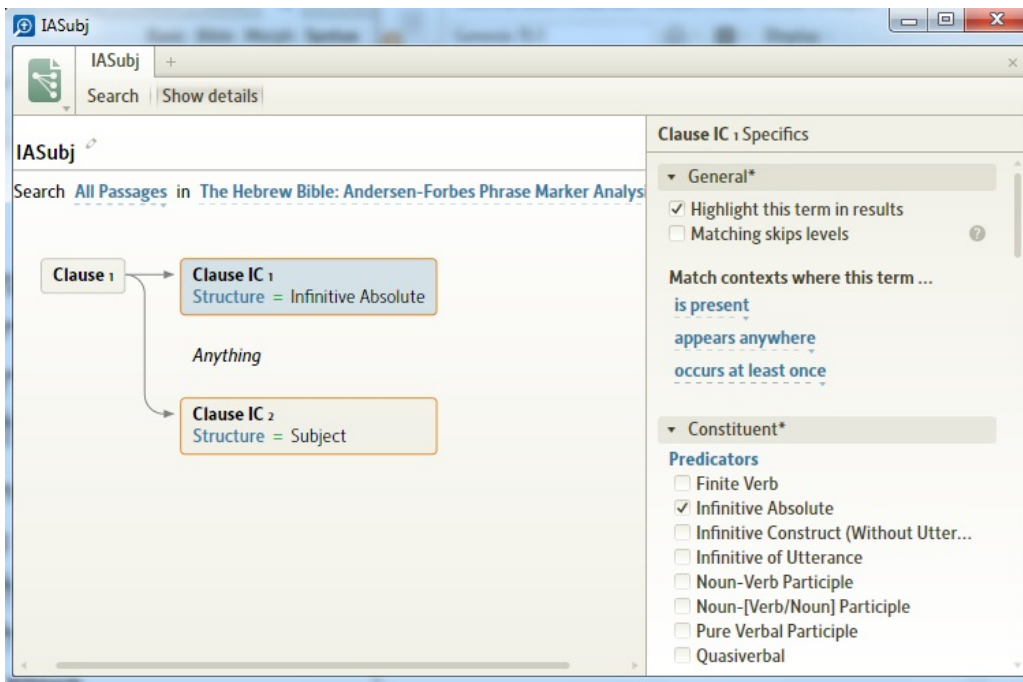 IASubj
IASubj +
Search Show details
IASubj
Search All Passages in The Hebrew Bible: Andersen-Forbes Phrase Marker Analysi
Clause 1
Clause IC 1
Structure = Infinitive Absolute
Anything
Clause IC 2
Structure = Subject
Clause IC 1 Specifics
General*
Highlight this term in results
Matching skips levels
?
Match contexts where this term ...
is present
appears anywhere
occurs at least once
Constituent*
Predicators
Finite Verb
Infinitive Absolute
Infinitive Construct (Without Utter...
Infinitive of Utterance
Noun-Verb Participle
Noun-[Verb/Noun] Participle
Pure Verbal Participle
Quasiverbal